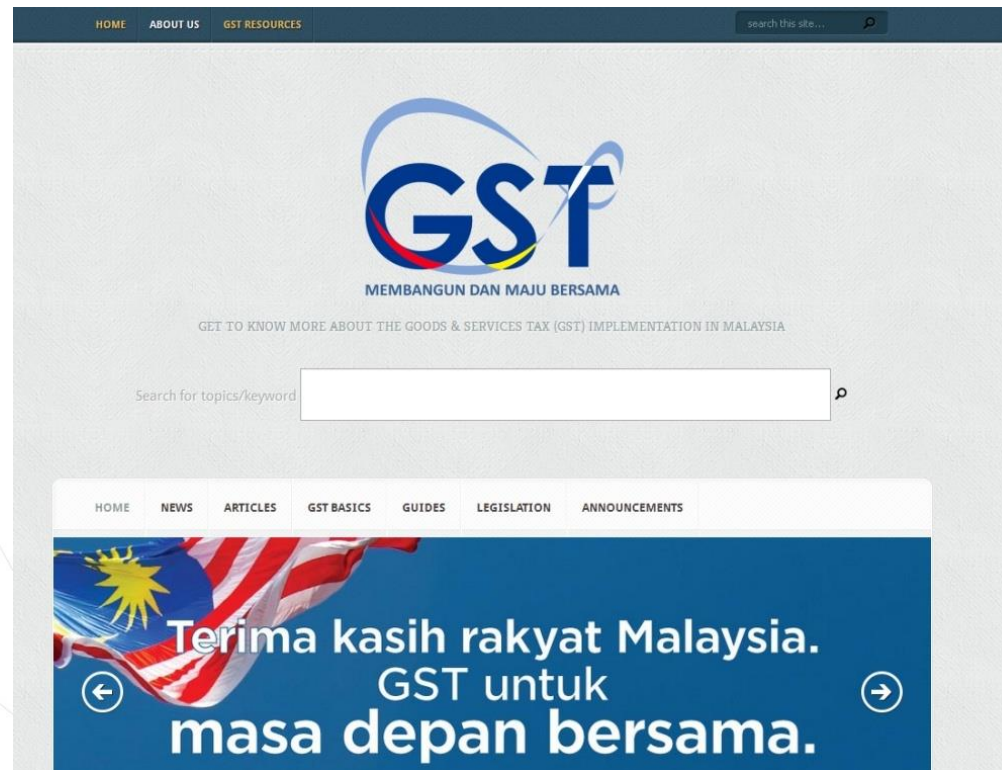 HOME ABOUT US GST RESOURCES search this site...
GST
MEMBANGUN DAN MAJU BERSAMA
GET TO KNOW MORE ABOUT THE GOODS & SERVICES TAX (GST) IMPLEMENTATION IN MALAYSIA
Search for topics/keyword
HOME NEWS ARTICLES GST BASICS GUIDES LEGISLATION ANNOUNCEMENTS
Terima kasih rakyat Malaysia.
GST untuk
masa depan bersama.